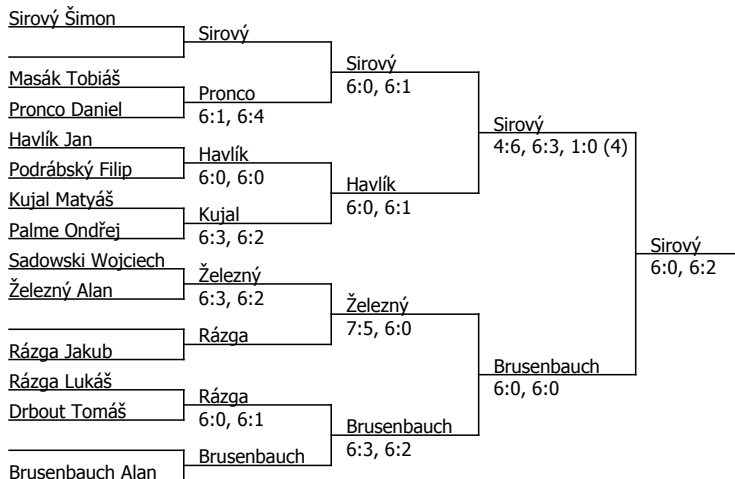 Sirový Šimon
Masák Tobiáš
Pronco Daniel
Havlík Jan
Podrábský Filip
Kujal Matyáš
Palme Ondřej
Sadowski Wojciech
Železný Alan
Rázga Jakub
Rázga Lukáš
Drbout Tomáš
Brusenbauch Alan
Sirový
Pronco
6:1, 6:4
Havlík
6:0, 6:0
Kujal
6:3, 6:2
Železný
6:3, 6:2
Rázga
Rázga
6:0, 6:1
Brusenbauch
Sirový
6:0, 6:1
Havlík
6:0, 6:1
Železný
7:5, 6:0
Brusenbauch
6:3, 6:2
Sirový
4:6, 6:3, 1:0 (4)
Brusenbauch
6:0, 6:0
Sirový
6:0, 6:2